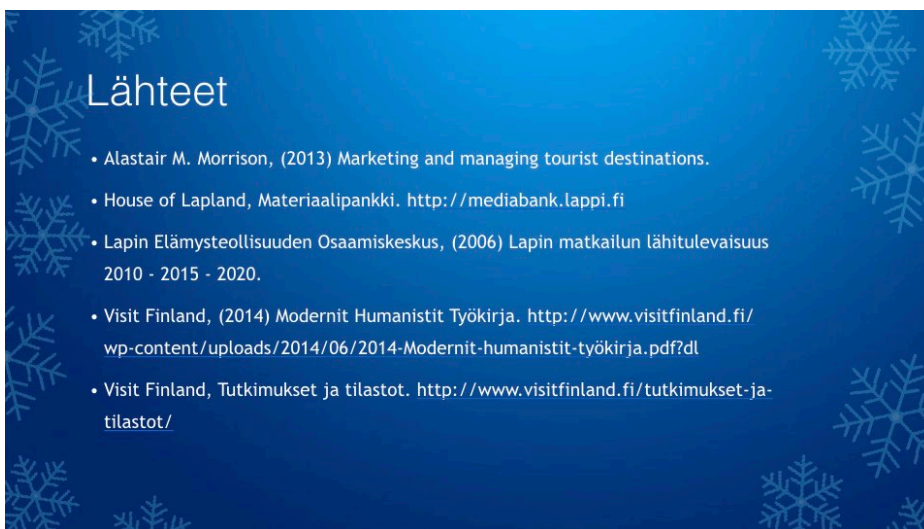 Lähteet
• Alastair M. Morrison, (2013) Marketing and managing tourist destinations.
• House of Lapland, Materiaalipankki. http://mediabank.lappi.fi
• Lapin Elämysteollisuuden Osaamiskeskus, (2006) Lapin matkailun lähitulevaisuus
2010 - 2015 - 2020.
• Visit Finland, (2014) Modernit Humanistit Työkirja. http://www.visitfinland.fi/
wp-content/uploads/2014/06/2014-Modernit-humanistit-työkirja.pdf?dl
• Visit Finland, Tutkimukset ja tilastot. http://www.visitfinland.fi/tutkimukset-ja-
tilastot/